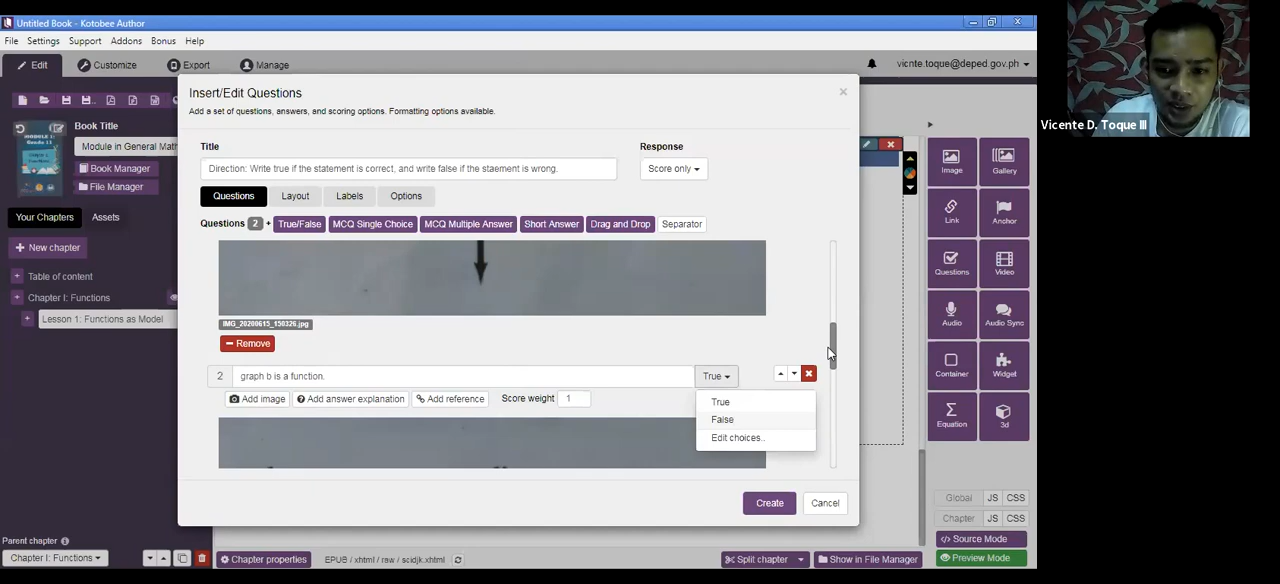 Untitled Book - Kotobee Author
File Settings Support Addons Bonus Help
Edit Customize Export Manage
vicnte.toque@deped.gov.ph
Book Title
Module in General Math
Book Manager
File Manager
MODULE 1:
Grade 11
Your Chapters Assets
New chapter
Table of content
Chapter I: Functions
Lesson 1: Functions as Model
Parent chapter
Chapter I: Functions
Insert/Edit Questions
Add a set of questions, answers, and scoring options. Formatting options available.
Title
Response
Direction: Write true if the statement is correct, and write false if the staement is wrong.
Score only
Questions Layout Labels Options
Questions 2 + True/False MCQ Single Choice MCQ Multiple Answer Short Answer Drag and Drop Separator
IMG_20200615_150326.jpg
Remove
2 graph b is a function. True
Add image Add answer explanation Add reference Score weight 1
True
False
Edit choices..
Create Cancel
Chapter properties EPUB / xhtml / raw / scidjk.xhtml Split chapter Show in File Manager
Image Gallery
Link Anchor
Questions Video
Audio Audio Sync
Container Widget
Equation 3d
Global JS CSS
Chapter JS CSS
</> Source Mode
Preview Mode
Vicente D. Toque III